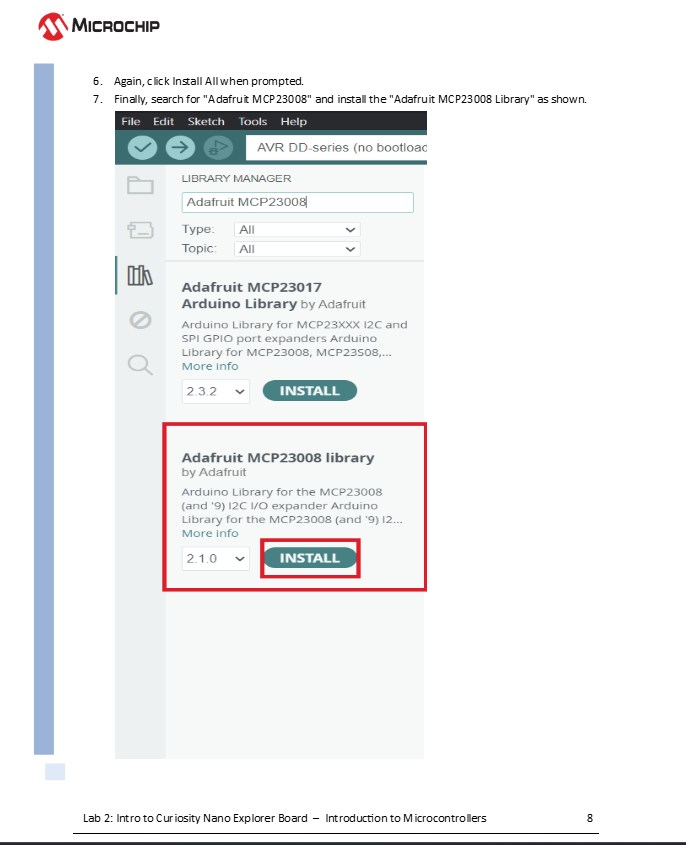 MICROCHIP
6. Again, click Install All when prompted.
7. Finally, search for "Adafruit MCP23008" and install the "Adafruit MCP23008 Library" as shown.
File Edit Sketch Tools Help
AVR DD-series (no bootloac
LIBRARY MANAGER
Adafruit MCP23008
Type: All
Topic: All
Adafruit MCP23017
Arduino Library by Adafruit
Arduino Library for MCP23XXX I2C and
SPI GPIO port expanders Arduino
Library for MCP23008, MCP23S08,...
More info
2.3.2 INSTALL
Adafruit MCP23008 library
by Adafruit
Arduino Library for the MCP23008
(and '9) I2C I/O expander Arduino
Library for the MCP23008 (and '9) I2...
More info
2.1.0 INSTALL
Lab 2: Intro to Curiosity Nano Explorer Board – Introduction to Microcontrollers 8